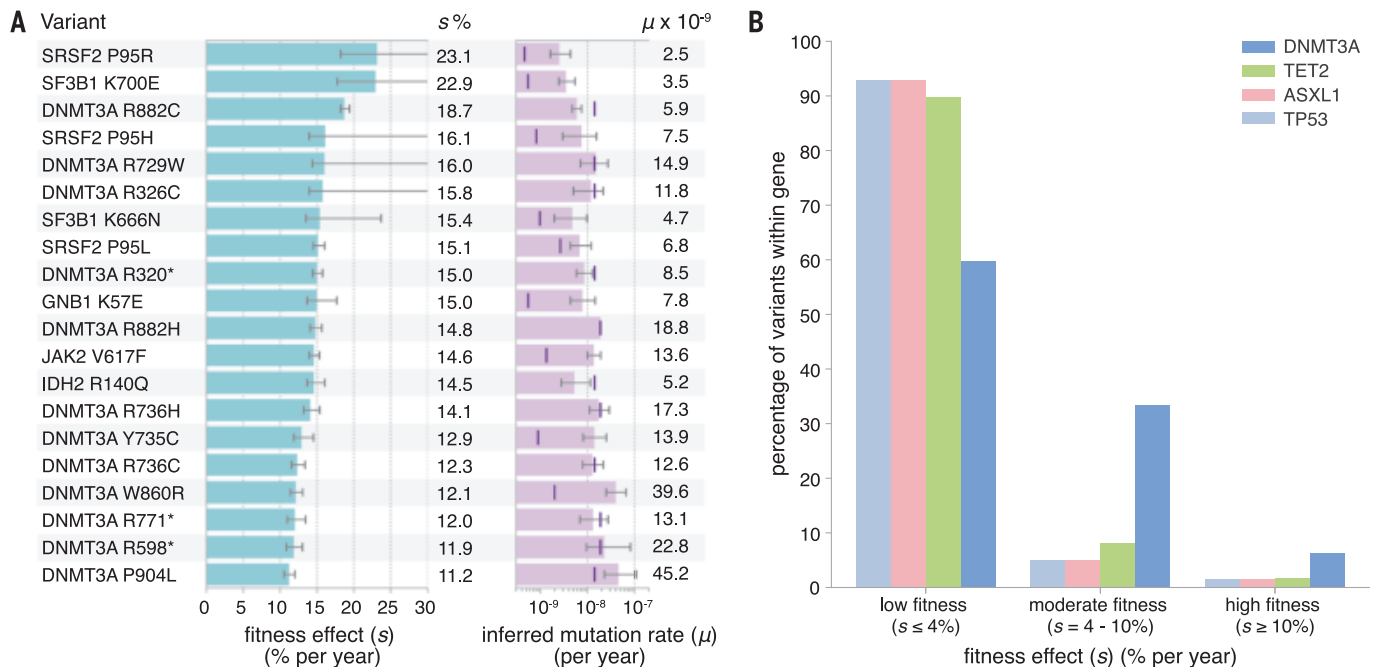 A
Variant
s %
μ x 10-9
SRSF2 P95R 23.1 2.5
SF3B1 K700E 22.9 3.5
DNMT3A R882C 18.7 5.9
SRSF2 P95H 16.1 7.5
DNMT3A R729W 16.0 14.9
DNMT3A R326C 15.8 11.8
SF3B1 K666N 15.4 4.7
SRSF2 P95L 15.1 6.8
DNMT3A R320* 15.0 8.5
GNB1 K57E 15.0 7.8
DNMT3A R882H 14.8 18.8
JAK2 V617F 14.6 13.6
IDH2 R140Q 14.5 5.2
DNMT3A R736H 14.1 17.3
DNMT3A Y735C 12.9 13.9
DNMT3A R736C 12.3 12.6
DNMT3A W860R 12.1 39.6
DNMT3A R771* 12.0 13.1
DNMT3A R598* 11.9 22.8
DNMT3A P904L 11.2 45.2
0 5 10 15 20 25 30
fitness effect (s)
(% per year)
10-9 10-8 10-7
inferred mutation rate (μ)
(per year)
B
percentage of variants within gene
100
90
80
70
60
50
40
30
20
10
0
DNMT3A
TET2
ASXL1
TP53
low fitness
(s ≤ 4%)
moderate fitness
(s = 4 - 10%)
high fitness
(s ≥ 10%)
fitness effect (s) (% per year)